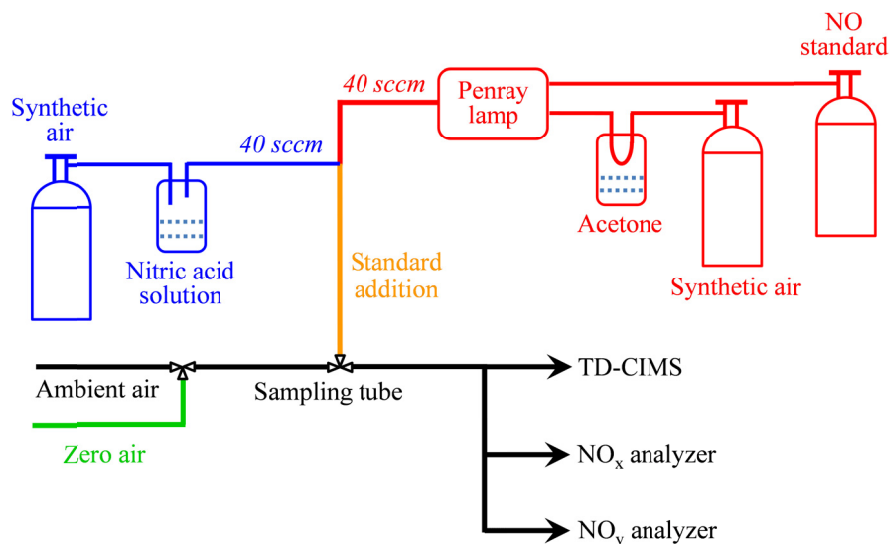 NO
standard
40 sccm
Penray
lamp
Synthetic
air
40 sccm
Acetone
Nitric acid
solution
Standard
addition
Synthetic air
Ambient air
Sampling tube
TD-CIMS
Zero air
NOx analyzer
NOy analyzer